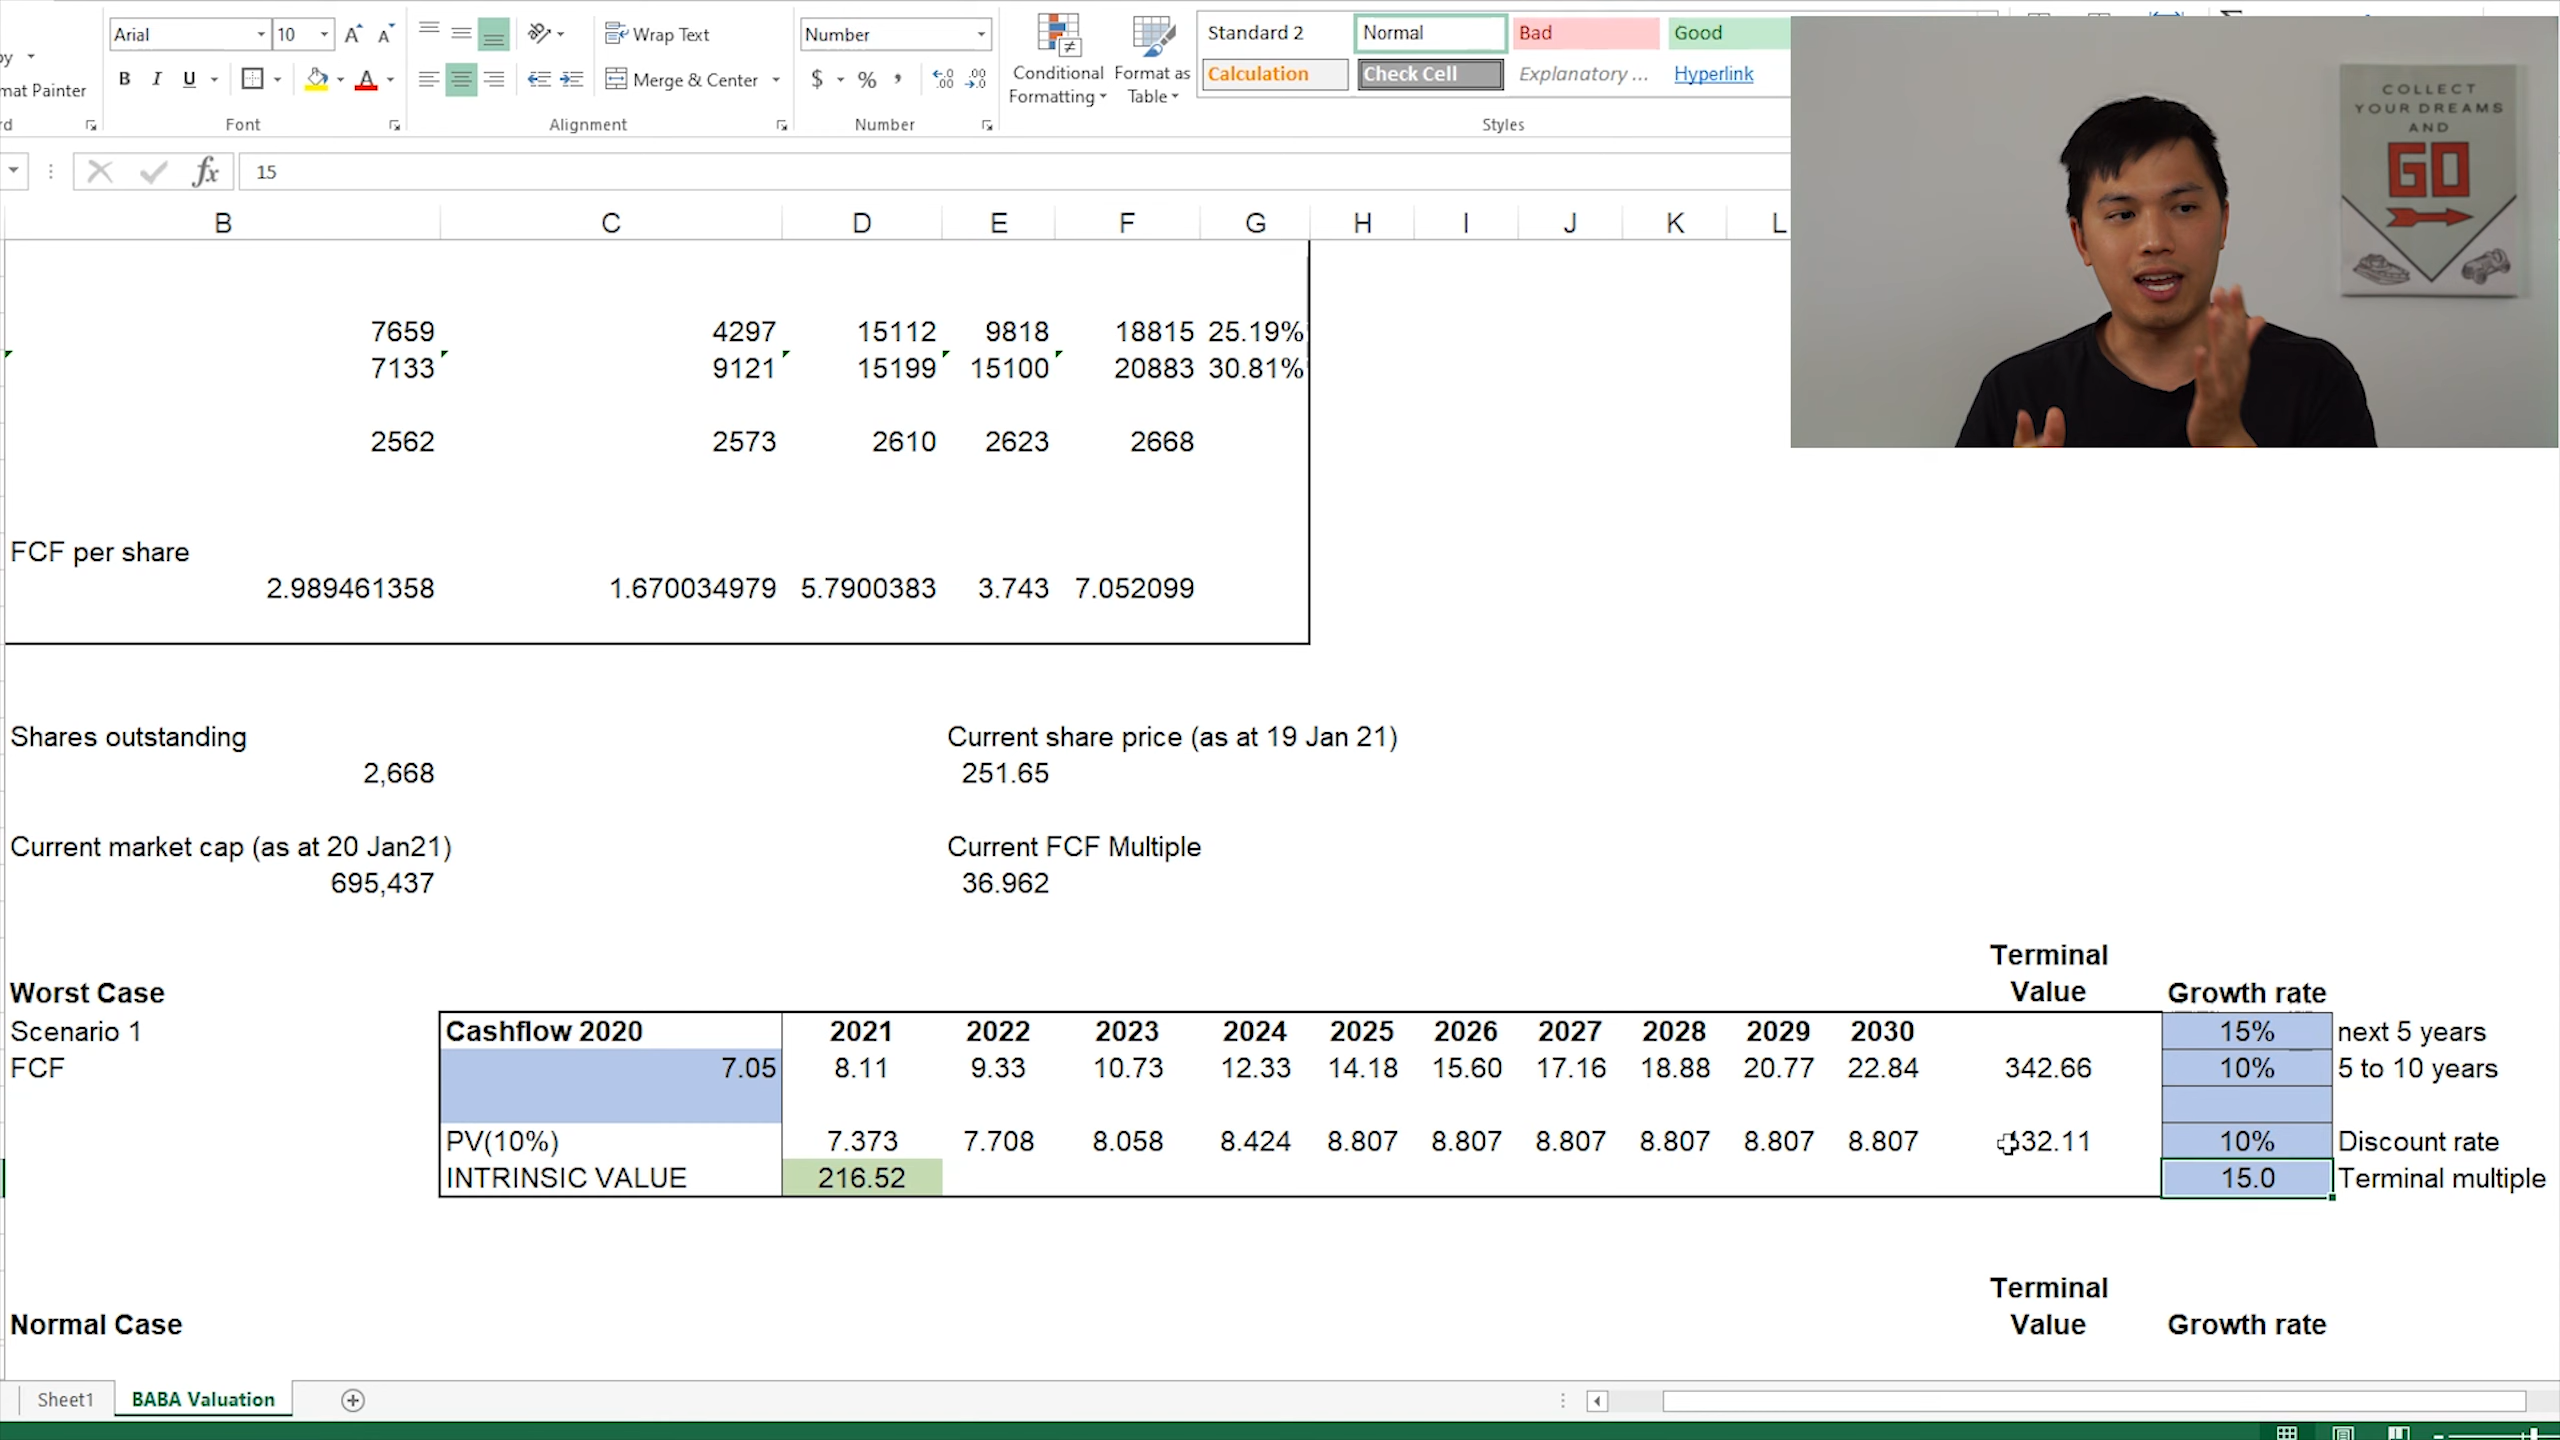 Arial 10 Wrap Text Number Standard 2 Normal Bad Good
mat Painter B I U Merge & Center $ % , Conditional Formatting Format as Table Calculation Check Cell Explanatory ... Hyperlink
Font Alignment Number Styles
fx 15
COLLECT
YOUR DREAMS
AND
GO
B C D E F G H I J K L
7659 4297 15112 9818 18815 25.19%
7133 9121 15199 15100 20883 30.81%
2562 2573 2610 2623 2668
FCF per share
2.989461358 1.670034979 5.7900383 3.743 7.052099
Shares outstanding Current share price (as at 19 Jan 21)
2,668 251.65
Current market cap (as at 20 Jan21) Current FCF Multiple
695,437 36.962
Terminal
Worst Case Value Growth rate
Scenario 1 Cashflow 2020 2021 2022 2023 2024 2025 2026 2027 2028 2029 2030 15% next 5 years
FCF 7.05 8.11 9.33 10.73 12.33 14.18 15.60 17.16 18.88 20.77 22.84 342.66 10% 5 to 10 years
PV(10%) 7.373 7.708 8.058 8.424 8.807 8.807 8.807 8.807 8.807 8.807 10% Discount rate
INTRINSIC VALUE 216.52 15.0 Terminal multiple
Terminal
Normal Case Value Growth rate
Sheet1 BABA Valuation